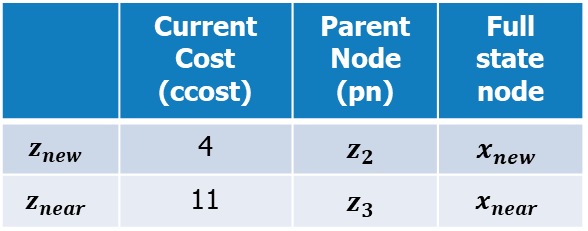 Current Cost (ccost) Parent Node (pn) Full state node
z_new 4 z_2 x_new
z_near 11 z_3 x_near